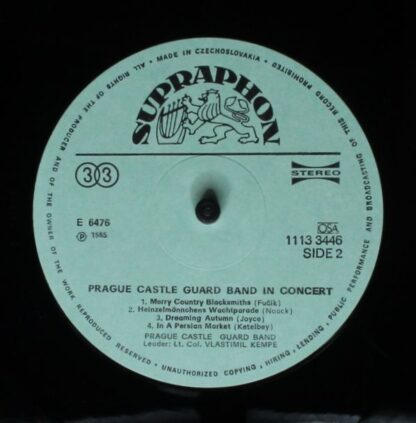 ALL RIGHTS OF THE PRODUCER AND OF THE OWNER OF THE WORK REPRODUCED RESERVED • UNAUTHORIZED COPYING, HIRING, LENDING, PUBLIC PERFORMANCE AND BROADCASTING OF THIS RECORD PROHIBITED • MADE IN CZECHOSLOVAKIA •
SUPRAPHON
33
STEREO
E 6476
℗ 1985
OSA
1113 3446
SIDE 2
PRAGUE CASTLE GUARD BAND IN CONCERT
1. Merry Country Blacksmiths (Fučík)
2. Heinzelmännchens Wachtparade (Noack)
3. Dreaming Autumn (Joyce)
4. In A Persian Market (Ketelbey)
PRAGUE CASTLE GUARD BAND
Leader: Lt. Col. VLASTIMIL KEMPE